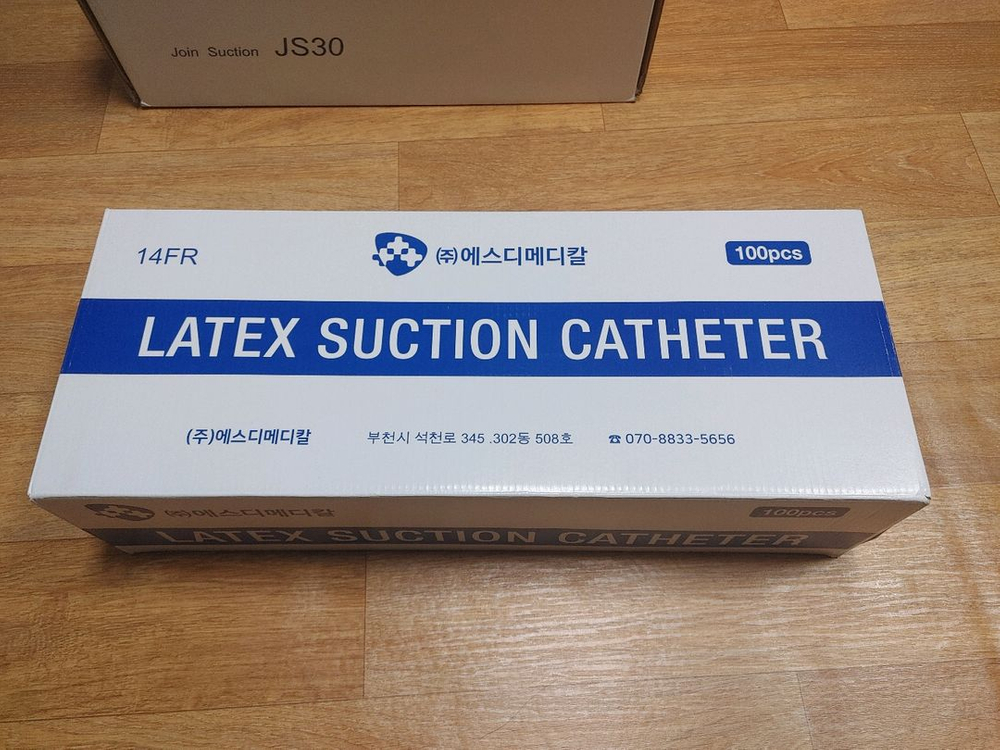 Join Suction JS30
14FR
(주)에스디메디칼
100pcs
LATEX SUCTION CATHETER
(주)에스디메디칼 부천시 석천로 345 .302동 508호 ☎ 070-8833-5656
(주)에스디메디칼
100pcs
LATEX SUCTION CATHETER